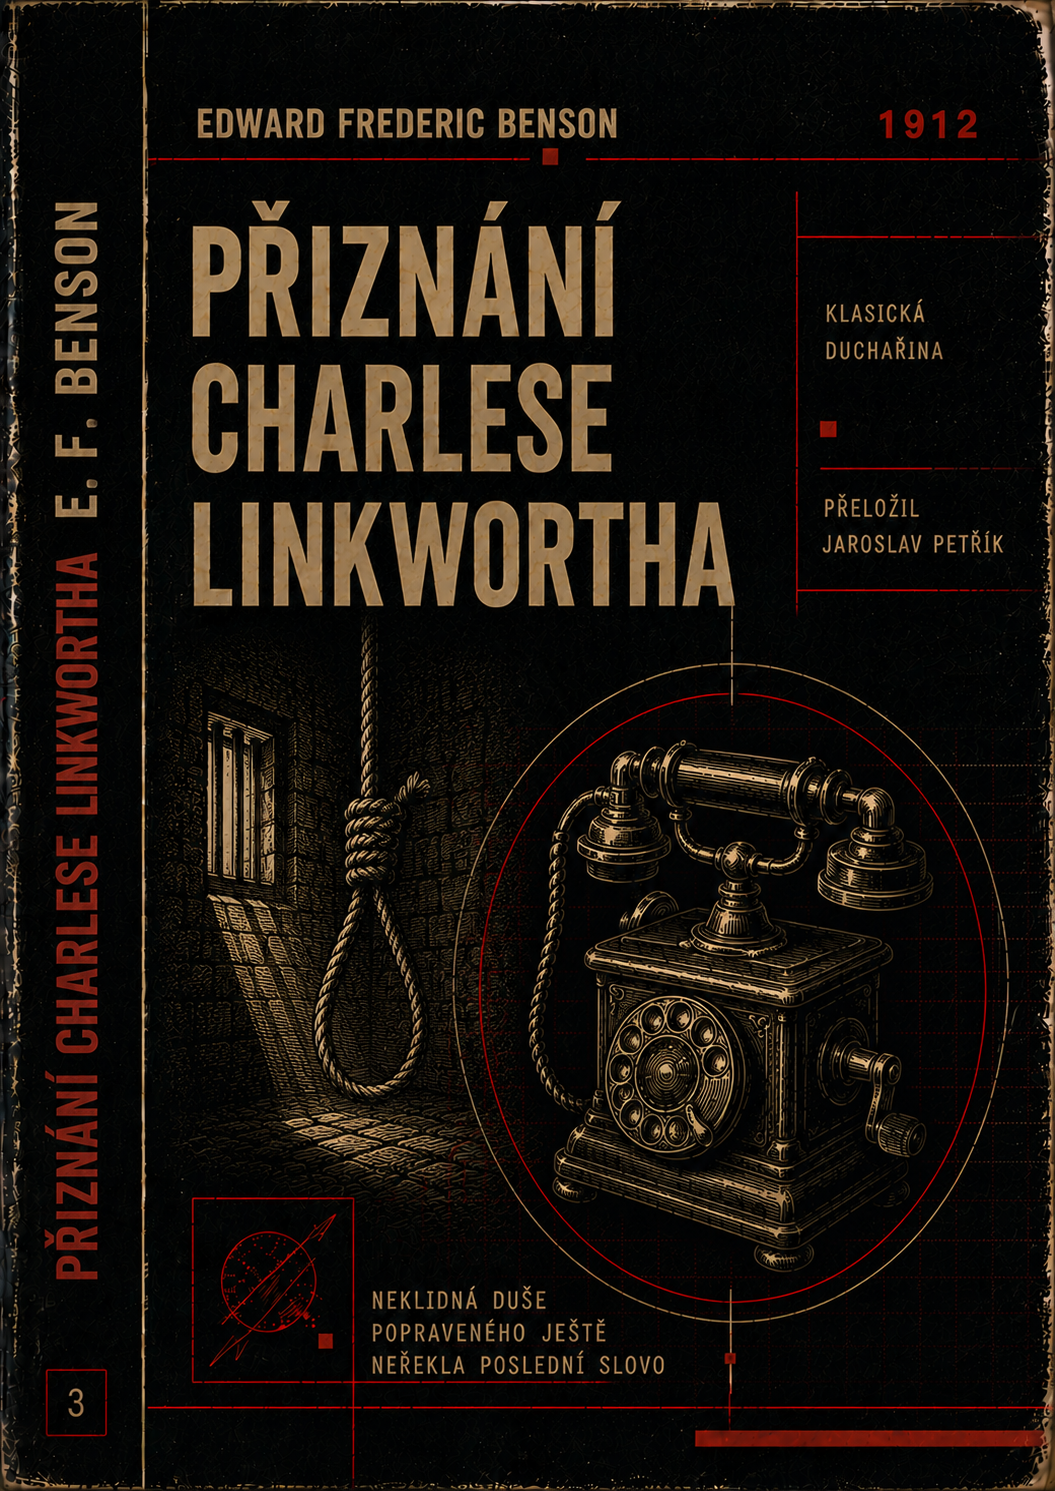 EDWARD FREDERIC BENSON
1912
PŘIZNÁNÍ
CHARLESE
LINKWORTHA
KLASICKÁ
DUCHAŘINA
PŘELOŽIL
JAROSLAV PETŘÍK
NEKLIDNÁ DUŠE
POPRAVENÉHO JEŠTĚ
NEŘEKLA POSLEDNÍ SLOVO
PŘIZNÁNÍ CHARLESE LINKWORTHA E. F. BENSON
3